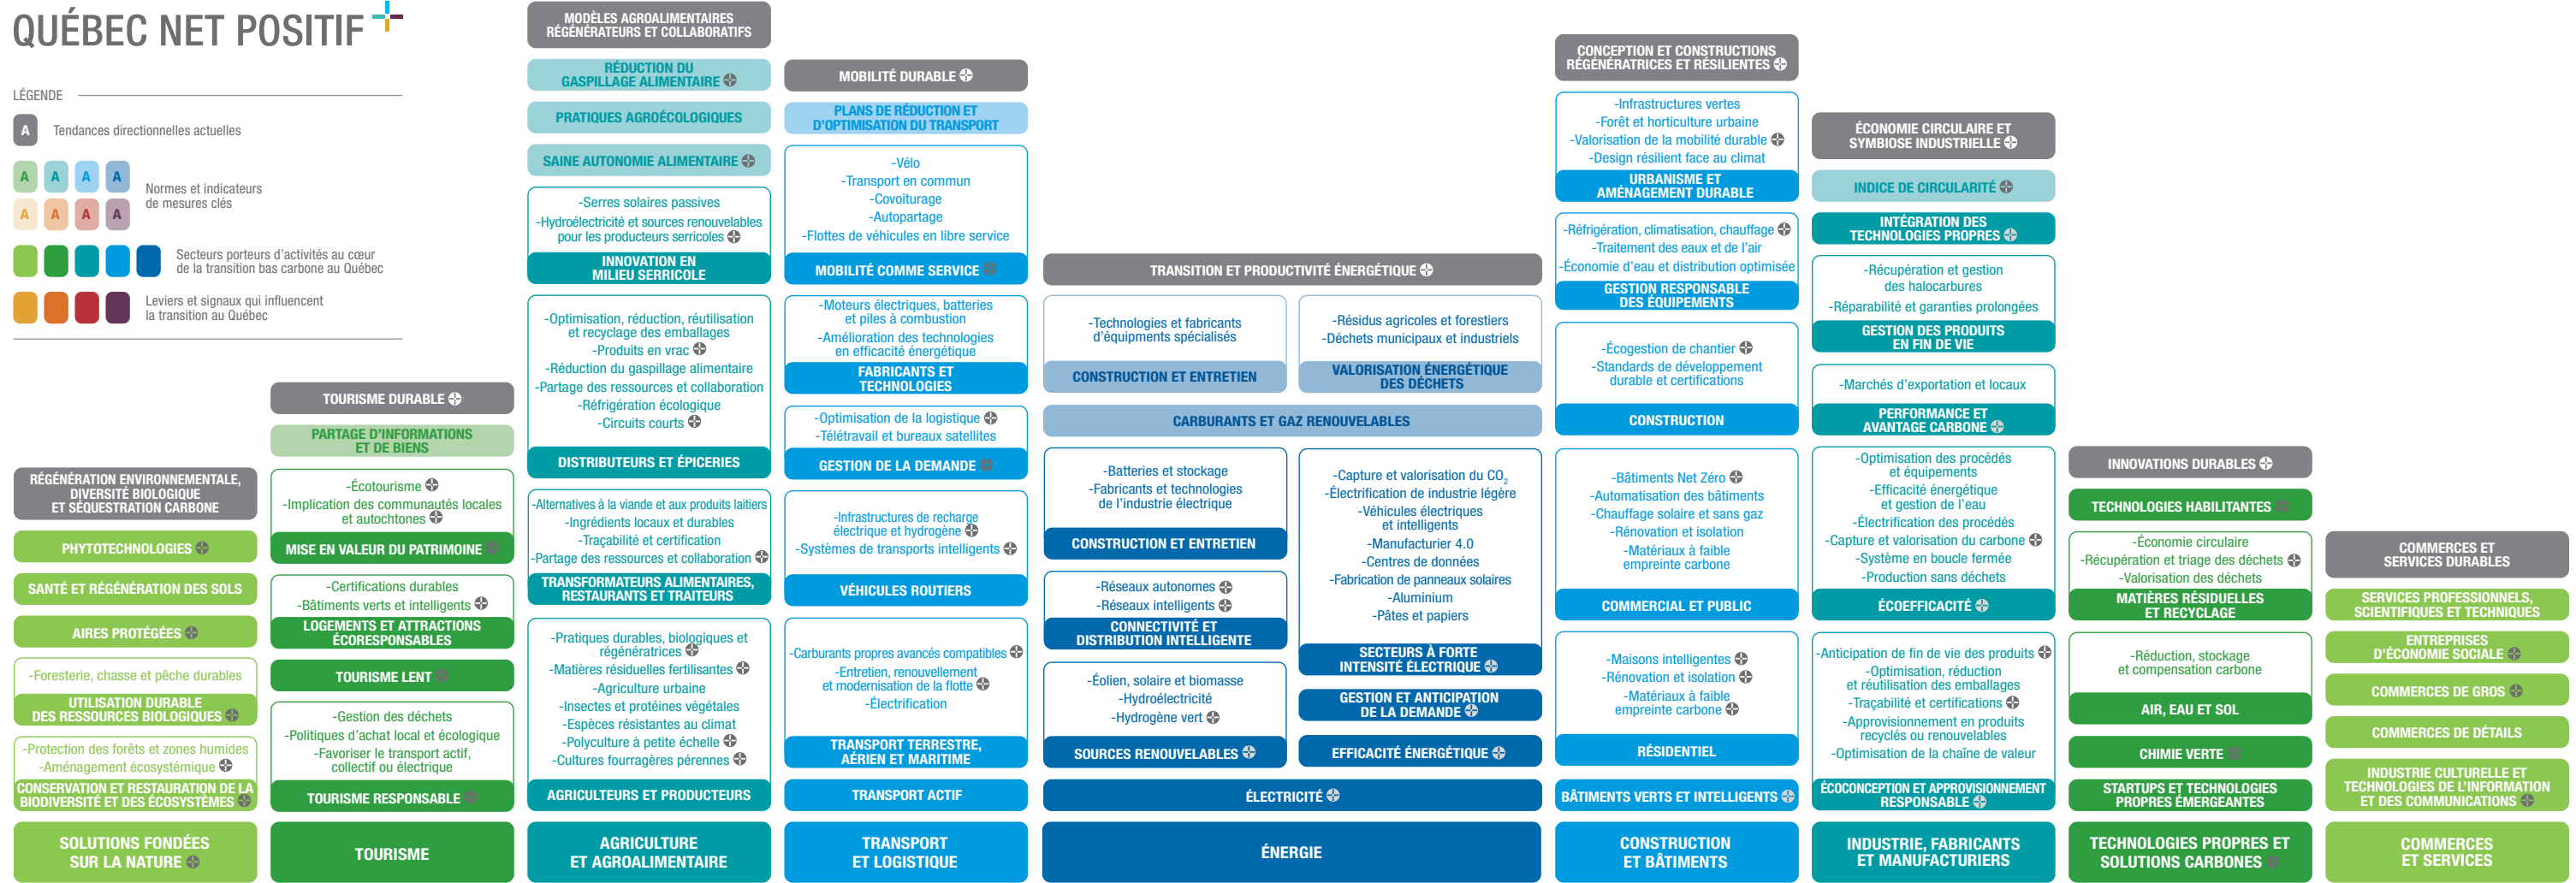 QUÉBEC NET POSITIF
LÉGENDE
A
Tendances directionnelles actuelles
A A A A
A A A A
Normes et indicateurs
de mesures clés
Secteurs porteurs d'activités au cœur
de la transition bas carbone au Québec
Leviers et signaux qui influencent
la transition au Québec
RÉGÉNÉRATION ENVIRONNEMENTALE,
DIVERSITÉ BIOLOGIQUE
ET SÉQUESTRATION CARBONE
PHYTOTECHNOLOGIES
SANTÉ ET RÉGÉNÉRATION DES SOLS
AIRES PROTÉGÉES
-Foresterie, chasse et pêche durables
UTILISATION DURABLE
DES RESSOURCES BIOLOGIQUES
-Protection des forêts et zones humides
-Aménagement écosystémique
CONSERVATION ET RESTAURATION DE LA
BIODIVERSITÉ ET DES ÉCOSYSTÈMES
SOLUTIONS FONDÉES
SUR LA NATURE
TOURISME DURABLE
PARTAGE D'INFORMATIONS
ET DE BIENS
-Écotourisme
-Implication des communautés locales
et autochtones
MISE EN VALEUR DU PATRIMOINE
-Certifications durables
-Bâtiments verts et intelligents
LOGEMENTS ET ATTRACTIONS
ÉCORESPONSABLES
TOURISME LENT
-Gestion des déchets
-Politiques d'achat local et écologique
-Favoriser le transport actif,
collectif ou électrique
TOURISME RESPONSABLE
TOURISME
MODÈLES AGROALIMENTAIRES
RÉGÉNÉRATEURS ET COLLABORATIFS
RÉDUCTION DU
GASPILLAGE ALIMENTAIRE
PRATIQUES AGROÉCOLOGIQUES
SAINE AUTONOMIE ALIMENTAIRE
-Serres solaires passives
-Hydroélectricité et sources renouvelables
pour les producteurs serricoles
INNOVATION EN
MILIEU SERRICOLE
-Optimisation, réduction, réutilisation
et recyclage des emballages
-Produits en vrac
-Réduction du gaspillage alimentaire
-Partage des ressources et collaboration
-Réfrigération écologique
-Circuits courts
DISTRIBUTEURS ET ÉPICERIES
-Alternatives à la viande et aux produits laitiers
-Ingrédients locaux et durables
-Traçabilité et certification
-Partage des ressources et collaboration
TRANSFORMATEURS ALIMENTAIRES,
RESTAURANTS ET TRAITEURS
-Pratiques durables, biologiques et
régénératrices
-Matières résiduelles fertilisantes
-Agriculture urbaine
-Insectes et protéines végétales
-Espèces résistantes au climat
-Polyculture à petite échelle
-Cultures fourragères pérennes
AGRICULTEURS ET PRODUCTEURS
AGRICULTURE
ET AGROALIMENTAIRE
MOBILITÉ DURABLE
PLANS DE RÉDUCTION ET
D'OPTIMISATION DU TRANSPORT
-Vélo
-Transport en commun
-Covoiturage
-Autopartage
-Flottes de véhicules en libre service
MOBILITÉ COMME SERVICE
-Moteurs électriques, batteries
et piles à combustion
-Amélioration des technologies
en efficacité énergétique
FABRICANTS ET
TECHNOLOGIES
-Optimisation de la logistique
-Télétravail et bureaux satellites
GESTION DE LA DEMANDE
-Infrastructures de recharge
électrique et hydrogène
-Systèmes de transports intelligents
VÉHICULES ROUTIERS
-Carburants propres avancés compatibles
-Entretien, renouvellement
et modernisation de la flotte
-Électrification
TRANSPORT TERRESTRE,
AÉRIEN ET MARITIME
TRANSPORT ACTIF
TRANSPORT
ET LOGISTIQUE
TRANSITION ET PRODUCTIVITÉ ÉNERGÉTIQUE
-Technologies et fabricants
d'équipements spécialisés
CONSTRUCTION ET ENTRETIEN
-Résidus agricoles et forestiers
-Déchets municipaux et industriels
VALORISATION ÉNERGÉTIQUE
DES DÉCHETS
CARBURANTS ET GAZ RENOUVELABLES
-Batteries et stockage
-Fabricants et technologies
de l'industrie électrique
CONSTRUCTION ET ENTRETIEN
-Réseaux autonomes
-Réseaux intelligents
CONNECTIVITÉ ET
DISTRIBUTION INTELLIGENTE
-Éolien, solaire et biomasse
-Hydroélectricité
-Hydrogène vert
SOURCES RENOUVELABLES
-Capture et valorisation du CO2
-Électrification de industrie légère
-Véhicules électriques
et intelligents
-Manufacturier 4.0
-Centres de données
-Fabrication de panneaux solaires
-Aluminium
-Pâtes et papiers
SECTEURS À FORTE
INTENSITÉ ÉLECTRIQUE
GESTION ET ANTICIPATION
DE LA DEMANDE
EFFICACITÉ ÉNERGÉTIQUE
ÉLECTRICITÉ
ÉNERGIE
CONCEPTION ET CONSTRUCTIONS
RÉGÉNÉRATRICES ET RÉSILIENTES
-Infrastructures vertes
-Forêt et horticulture urbaine
-Valorisation de la mobilité durable
-Design résilient face au climat
URBANISME ET
AMÉNAGEMENT DURABLE
-Réfrigération, climatisation, chauffage
-Traitement des eaux et de l'air
-Économie d'eau et distribution optimisée
GESTION RESPONSABLE
DES ÉQUIPEMENTS
-Écogestion de chantier
-Standards de développement
durable et certifications
CONSTRUCTION
-Bâtiments Net Zéro
-Automatisation des bâtiments
-Chauffage solaire et sans gaz
-Rénovation et isolation
-Matériaux à faible
empreinte carbone
COMMERCIAL ET PUBLIC
-Maisons intelligentes
-Rénovation et isolation
-Matériaux à faible
empreinte carbone
RÉSIDENTIEL
BÂTIMENTS VERTS ET INTELLIGENTS
CONSTRUCTION
ET BÂTIMENTS
ÉCONOMIE CIRCULAIRE ET
SYMBIOSE INDUSTRIELLE
INDICE DE CIRCULARITÉ
INTÉGRATION DES
TECHNOLOGIES PROPRES
-Récupération et gestion
des halocarbures
-Réparabilité et garanties prolongées
GESTION DES PRODUITS
EN FIN DE VIE
-Marchés d'exportation et locaux
PERFORMANCE ET
AVANTAGE CARBONE
-Optimisation des procédés
et équipements
-Efficacité énergétique
et gestion de l'eau
-Électrification des procédés
-Capture et valorisation du carbone
-Système en boucle fermée
-Production sans déchets
ÉCOEFFICACITÉ
-Anticipation de fin de vie des produits
-Optimisation, réduction
et réutilisation des emballages
-Traçabilité et certifications
-Approvisionnement en produits
recyclés ou renouvelables
-Optimisation de la chaîne de valeur
ÉCOCONCEPTION ET APPROVISIONNEMENT
RESPONSABLE
INDUSTRIE, FABRICANTS
ET MANUFACTURIERS
INNOVATIONS DURABLES
TECHNOLOGIES HABILITANTES
-Économie circulaire
-Récupération et triage des déchets
-Valorisation des déchets
MATIÈRES RÉSIDUELLES
ET RECYCLAGE
-Réduction, stockage
et compensation carbone
AIR, EAU ET SOL
CHIMIE VERTE
STARTUPS ET TECHNOLOGIES
PROPRES ÉMERGEANTES
TECHNOLOGIES PROPRES ET
SOLUTIONS CARBONES
COMMERCES ET
SERVICES DURABLES
SERVICES PROFESSIONNELS,
SCIENTIFIQUES ET TECHNIQUES
ENTREPRISES
D'ÉCONOMIE SOCIALE
COMMERCES DE GROS
COMMERCES DE DÉTAILS
INDUSTRIE CULTURELLE ET
TECHNOLOGIES DE L'INFORMATION
ET DES COMMUNICATIONS
COMMERCES
ET SERVICES